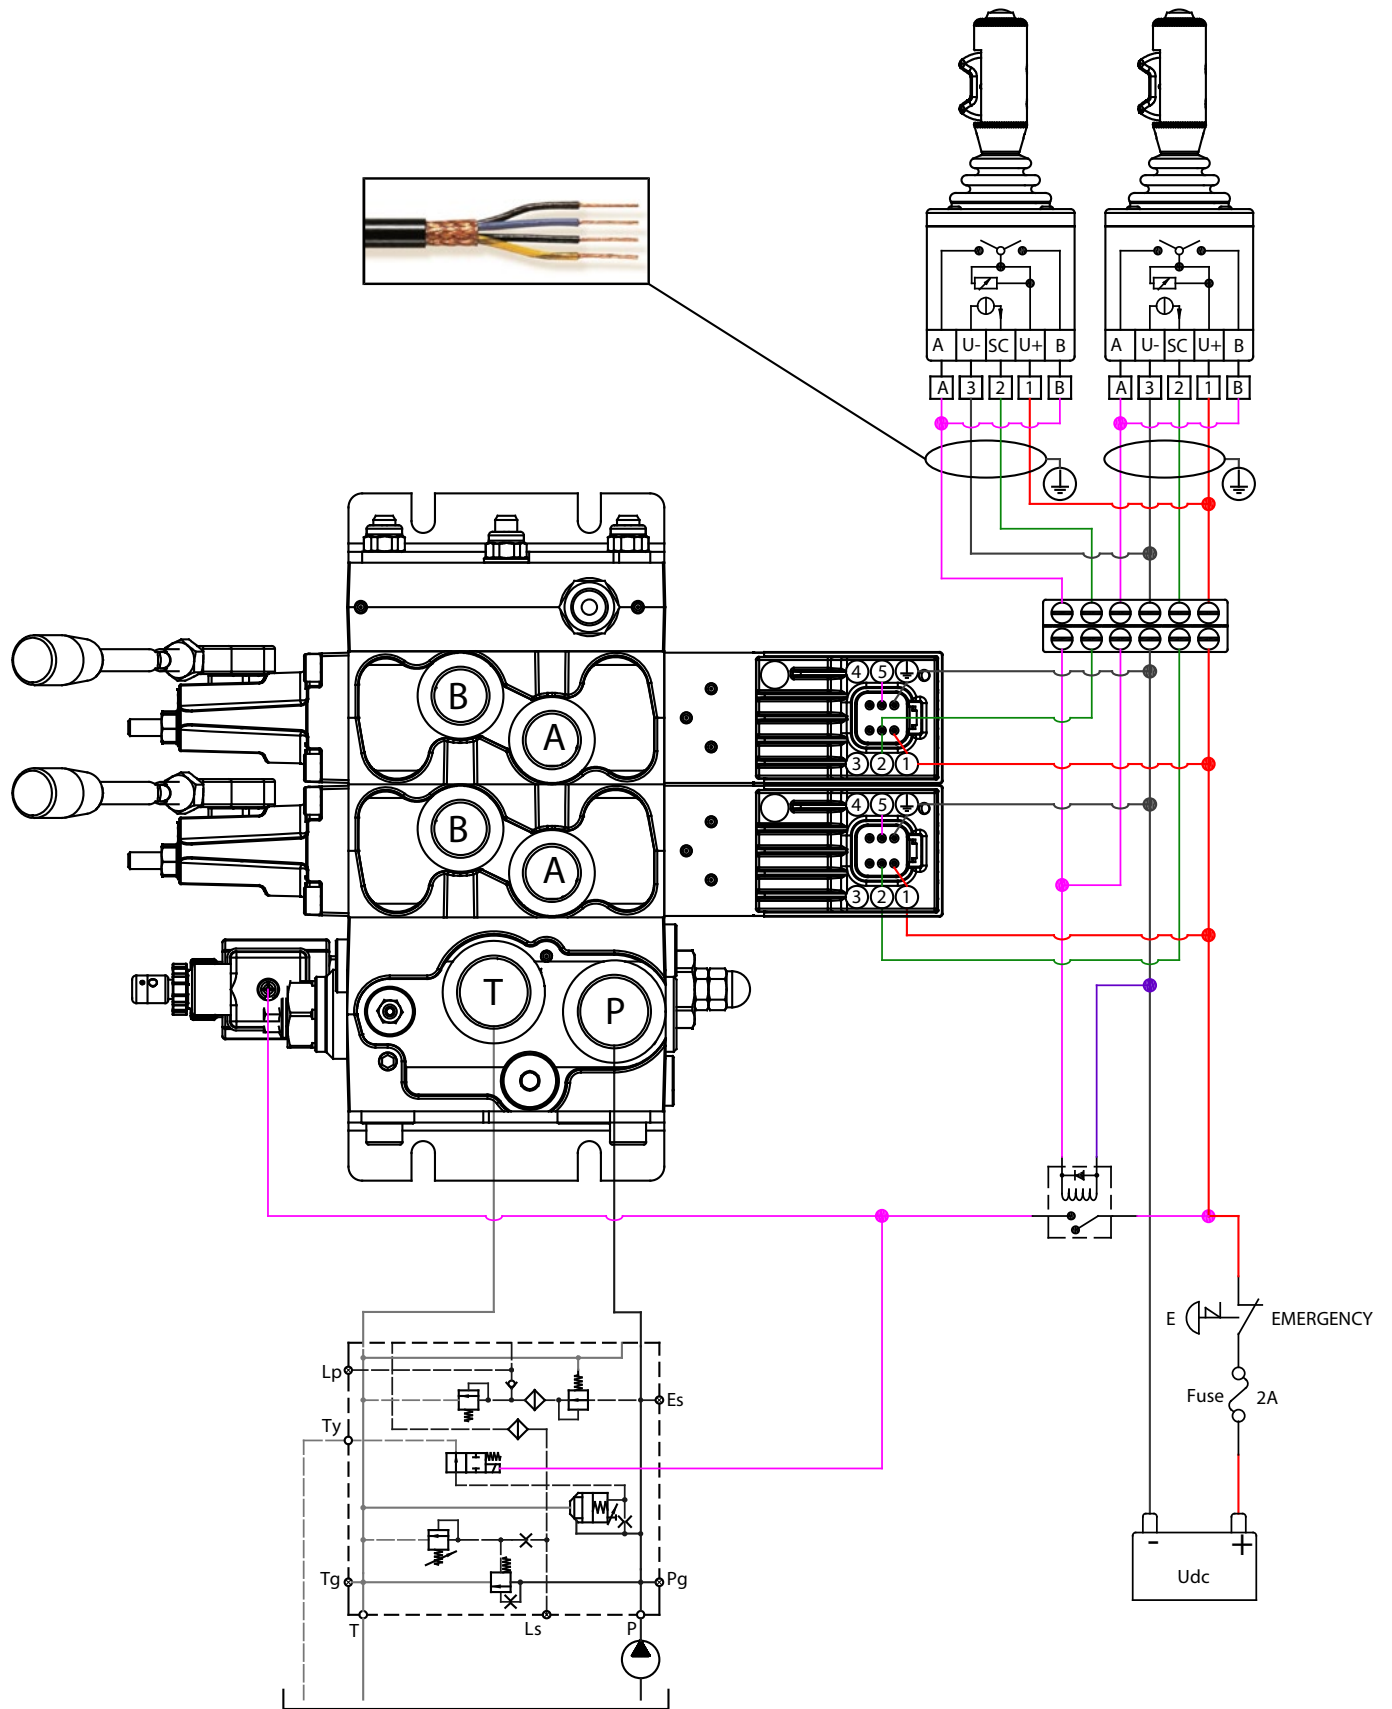 A U- SC U+ B A U- SC U+ B
A 3 2 1 B A 3 2 1 B
4 5
B
A
3 2 1
4 5
B
A
3 2 1
T P
E EMERGENCY
Fuse 2A
Lp
Es
Ty
Tg
Pg
T Ls P
- +
Udc